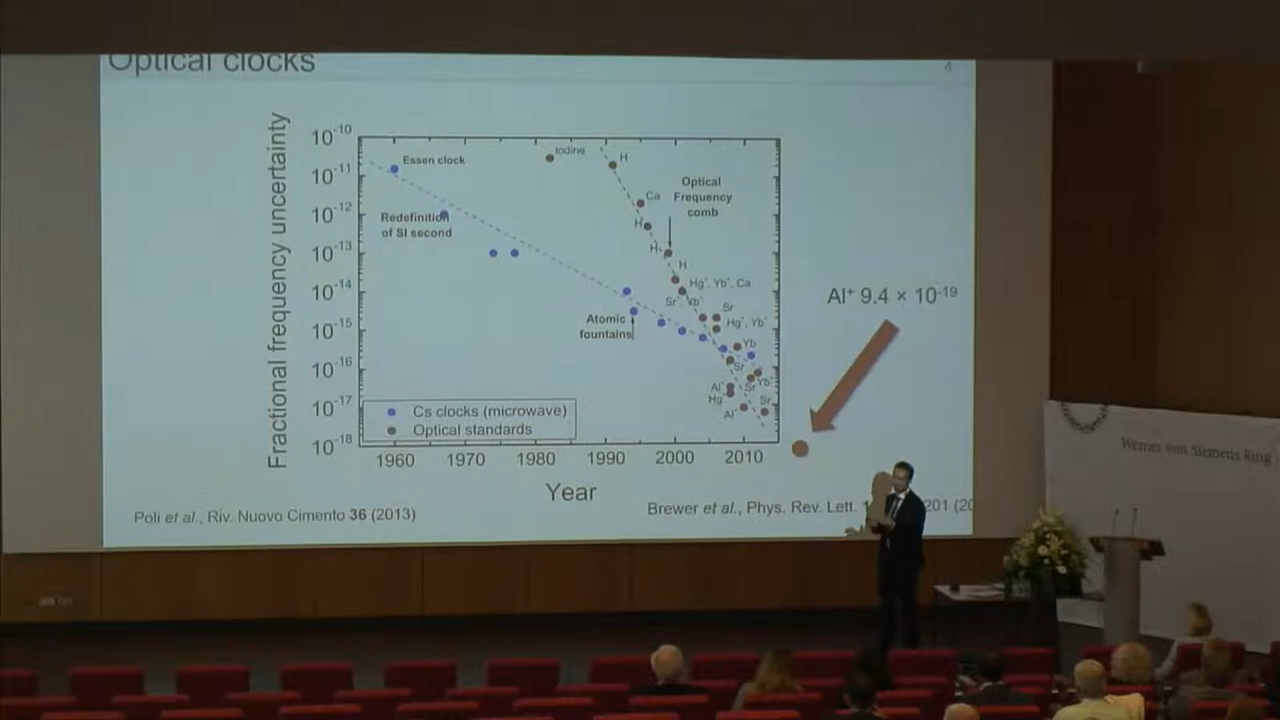 Optical clocks
6
Fractional frequency uncertainty
10-10
10-11
10-12
10-13
10-14
10-15
10-16
10-17
10-18
Essen clock
Iodine
H
Optical
Frequency
comb
Ca
Redefinition
of SI second
H
H
H
Hg+, Yb+, Ca
Sr+, Yb+
Sr
Hg+, Yb+
Atomic
fountains
Yb
Sr
Al+
Hg+
Sr
Yb+
Sr
Al+
Al+ 9.4 × 10-19
Cs clocks (microwave)
Optical standards
1960 1970 1980 1990 2000 2010
Year
Poli et al., Riv. Nuovo Cimento 36 (2013)
Brewer et al., Phys. Rev. Lett. 201 (20
Werner von Siemens Ring